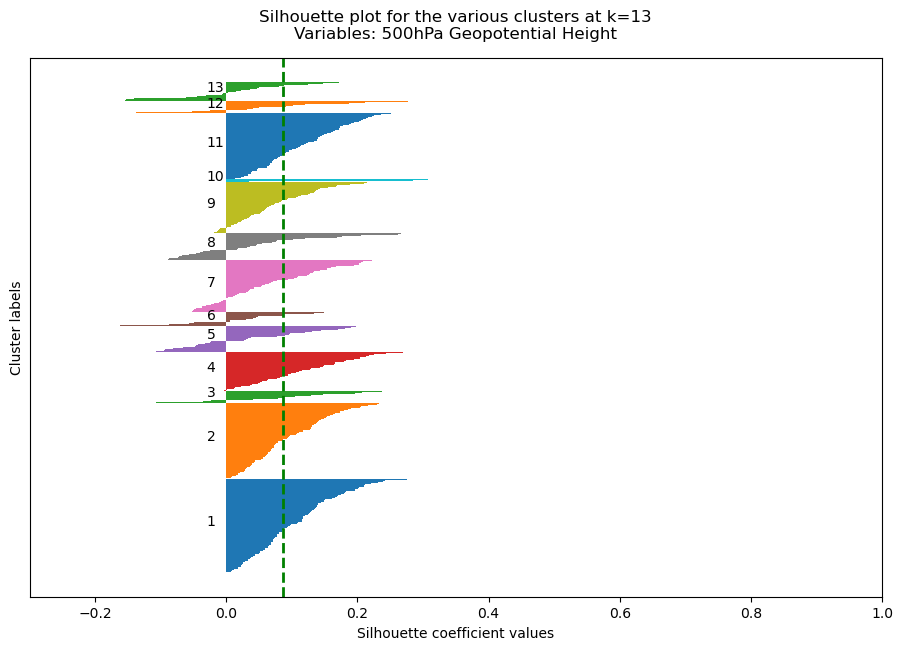 Silhouette plot for the various clusters at k=13
Variables: 500hPa Geopotential Height
13
12
11
10
9
8
7
6
5
4
3
2
1
Cluster labels
−0.2 0.0 0.2 0.4 0.6 0.8 1.0
Silhouette coefficient values